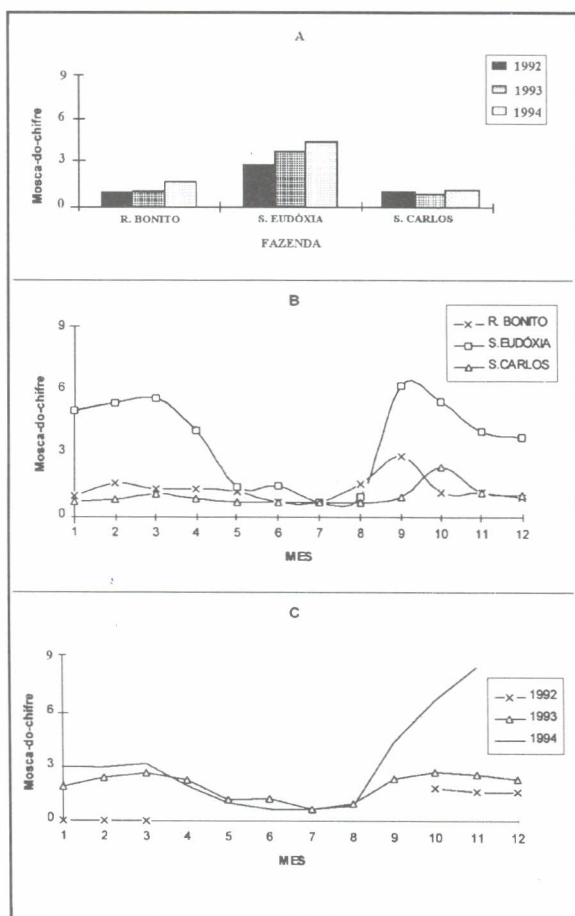 A
9
6
3
0
Mosca-do-chifre
1992
1993
1994
R. BONITO S. EUDÓXIA S. CARLOS
FAZENDA
B
9
6
3
0
Mosca-do-chifre
R. BONITO
S.EUDÓXIA
S.CARLOS
1 2 3 4 5 6 7 8 9 10 11 12
MES
C
9
6
3
0
Mosca-do-chifre
1992
1993
1994
1 2 3 4 5 6 7 8 9 10 11 12
MES